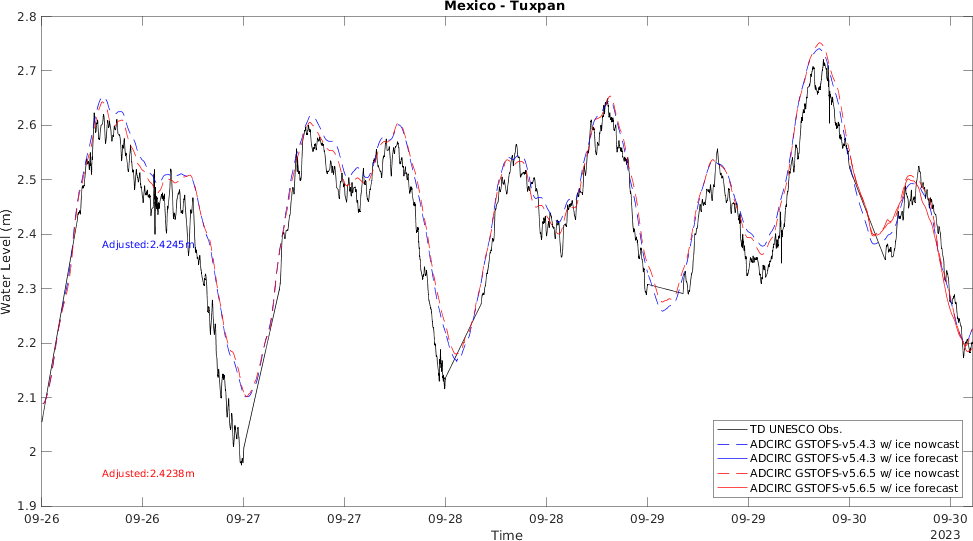 Mexico - Tuxpan
2.8
2.7
2.6
2.5
2.4
2.3
2.2
2.1
2
1.9
Water Level (m)
Adjusted:2.4245m
Adjusted:2.4238m
TD UNESCO Obs.
ADCIRC GSTOFS-v5.4.3 w/ ice nowcast
ADCIRC GSTOFS-v5.4.3 w/ ice forecast
ADCIRC GSTOFS-v5.6.5 w/ ice nowcast
ADCIRC GSTOFS-v5.6.5 w/ ice forecast
09-26 09-26 09-27 09-27 09-28 09-28 09-29 09-29 09-30 09-30
2023
Time